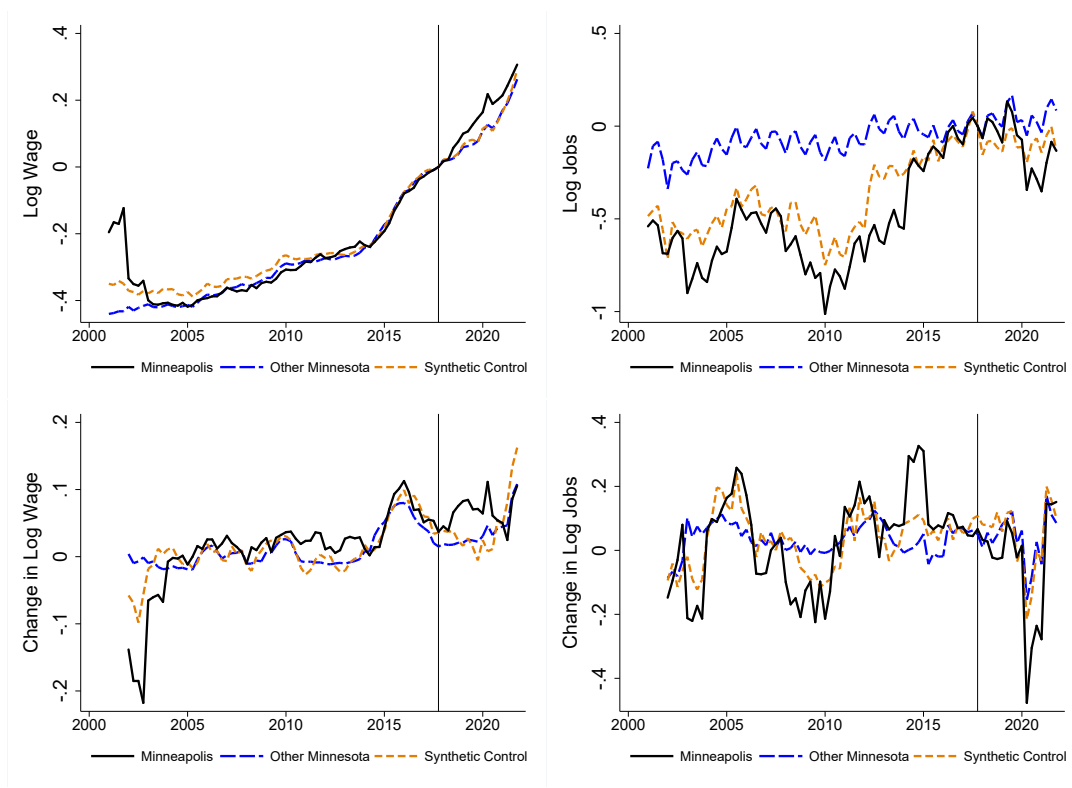 Log Wage
.4
.2
0
-.2
-.4
2000 2005 2010 2015 2020
Minneapolis Other Minnesota Synthetic Control
Log Jobs
.5
0
-.5
-1
2000 2005 2010 2015 2020
Minneapolis Other Minnesota Synthetic Control
Change in Log Wage
.2
.1
0
-.1
-.2
2000 2005 2010 2015 2020
Minneapolis Other Minnesota Synthetic Control
Change in Log Jobs
.4
.2
0
-.2
-.4
2000 2005 2010 2015 2020
Minneapolis Other Minnesota Synthetic Control